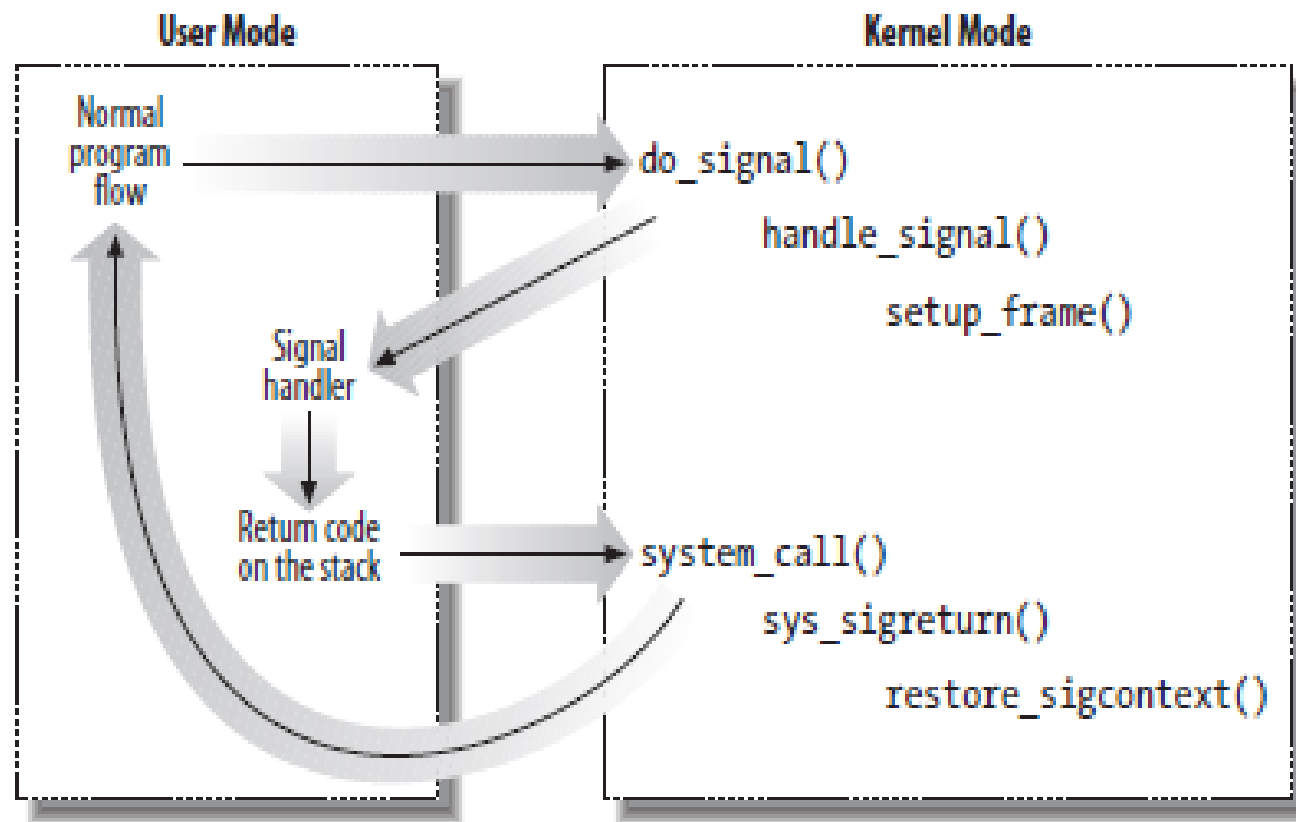 User Mode
Kernel Mode
Normal
program
flow
do_signal()
handle_signal()
setup_frame()
Signal
handler
Return code
on the stack
system_call()
sys_sigreturn()
restore_sigcontext()